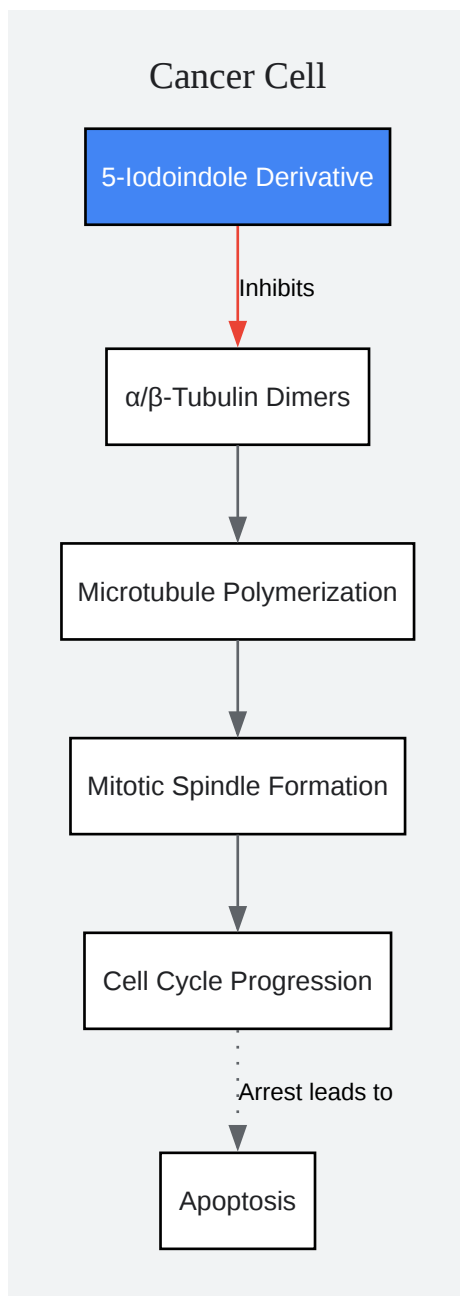 Cancer Cell
5-Iodoindole Derivative
Inhibits
α/β-Tubulin Dimers
Microtubule Polymerization
Mitotic Spindle Formation
Cell Cycle Progression
Arrest leads to
Apoptosis